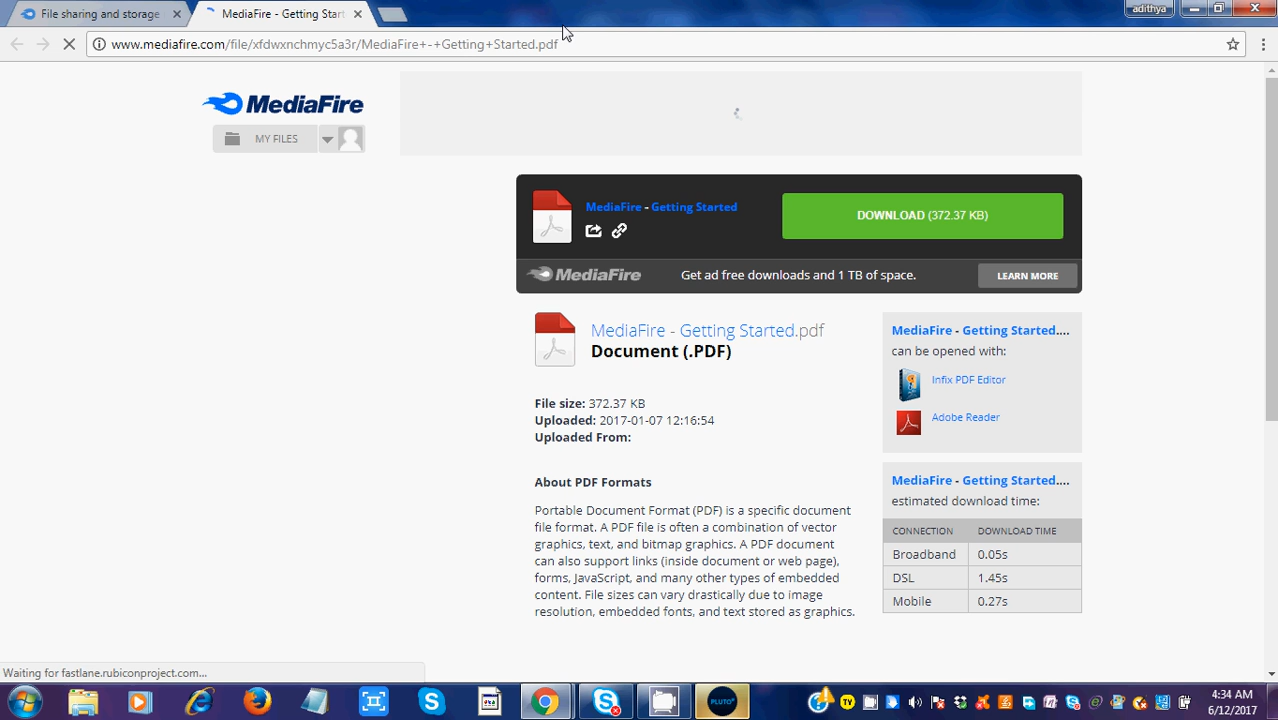 File sharing and storage
MediaFire - Getting Start
adithya
www.mediafire.com/file/xfdwxnchmyc5a3r/MediaFire+-+Getting+Started.pdf
MediaFire
MY FILES
MediaFire - Getting Started
DOWNLOAD (372.37 KB)
MediaFire
Get ad free downloads and 1 TB of space.
LEARN MORE
MediaFire - Getting Started.pdf
Document (.PDF)
File size: 372.37 KB
Uploaded: 2017-01-07 12:16:54
Uploaded From:
About PDF Formats
Portable Document Format (PDF) is a specific document
file format. A PDF file is often a combination of vector
graphics, text, and bitmap graphics. A PDF document
can also support links (inside document or web page),
forms, JavaScript, and many other types of embedded
content. File sizes can vary drastically due to image
resolution, embedded fonts, and text stored as graphics.
MediaFire - Getting Started....
can be opened with:
Infix PDF Editor
Adobe Reader
MediaFire - Getting Started....
estimated download time:
CONNECTION DOWNLOAD TIME
Broadband 0.05s
DSL 1.45s
Mobile 0.27s
Waiting for fastlane.rubiconproject.com...
PLUTO
TV
4:34 AM
6/12/2017